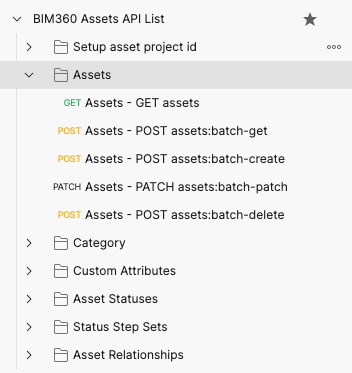 BIM360 Assets API List
Setup asset project id
Assets
GET Assets - GET assets
POST Assets - POST assets:batch-get
POST Assets - POST assets:batch-create
PATCH Assets - PATCH assets:batch-patch
POST Assets - POST assets:batch-delete
Category
Custom Attributes
Asset Statuses
Status Step Sets
Asset Relationships